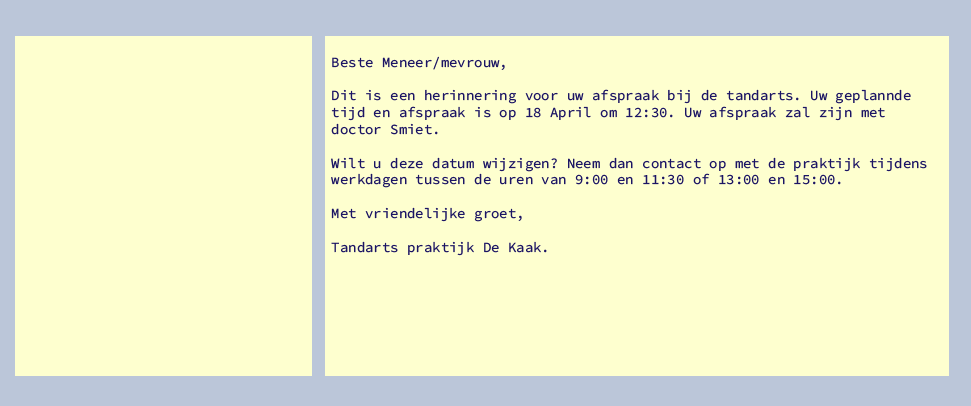 Beste Meneer/mevrouw,
Dit is een herinnering voor uw afspraak bij de tandarts. Uw geplannde
tijd en afspraak is op 18 April om 12:30. Uw afspraak zal zijn met
doctor Smiet.
Wilt u deze datum wijzigen? Neem dan contact op met de praktijk tijdens
werkdagen tussen de uren van 9:00 en 11:30 of 13:00 en 15:00.
Met vriendelijke groet,
Tandarts praktijk De Kaak.